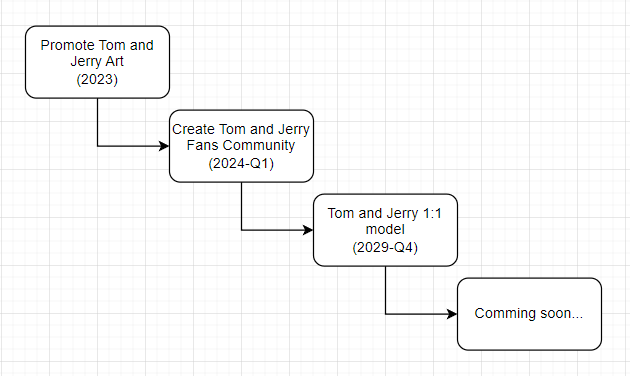 Promote Tom and
Jerry Art
(2023)
Create Tom and Jerry
Fans Community
(2024-Q1)
Tom and Jerry 1:1
model
(2029-Q4)
Comming soon...